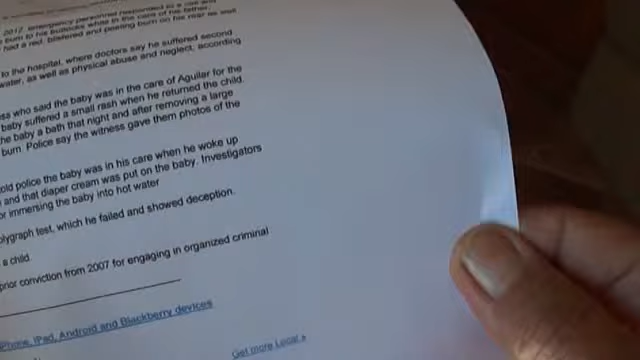 2012, emergency personnel responded to a call and
burn to his buttocks while in the care of his father.
had a red, blistered and peeling burn on his rear as well
to the hospital, where doctors say he suffered second
water, as well as physical abuse and neglect, according
ss who said the baby was in the care of Aguilar for the
baby suffered a small rash when he returned the child.
the baby a bath that night and after removing a large
burn. Police say the witness gave them photos of the
old police the baby was in his care when he woke up
and that diaper cream was put on the baby. Investigators
or immersing the baby into hot water
olygraph test, which he failed and showed deception.
a child.
prior conviction from 2007 for engaging in organized criminal
iPhone, iPad, Android and Blackberry devices
Get more Local »